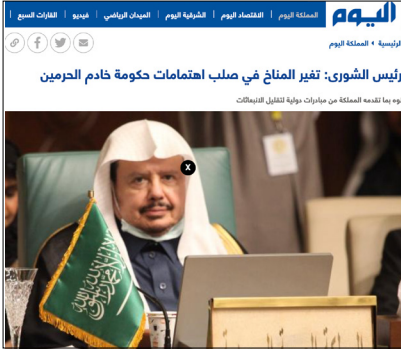 اليوم
المملكة اليوم | الاقتصاد اليوم | الشرقية اليوم | الميدان الرياضي | فيديو | القارات السبع |
الرئيسية المملكة اليوم
رئيس الشورى: تغير المناخ في صلب اهتمامات حكومة خادم الحرمين
نوه بما تقدمه المملكة من مبادرات دولية لتقليل الانبعاثات
X